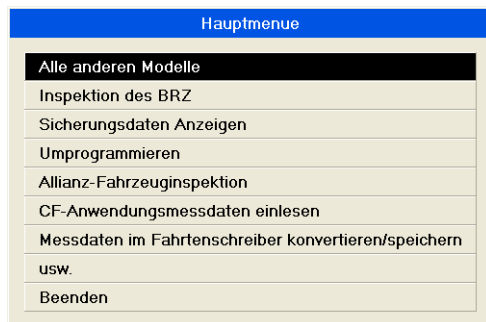 Hauptmenue
Alle anderen Modelle
Inspektion des BRZ
Sicherungsdaten Anzeigen
Umprogrammieren
Allianz-Fahrzeuginspektion
CF-Anwendungsmessdaten einlesen
Messdaten im Fahrtenschreiber konvertieren/speichern
usw.
Beenden